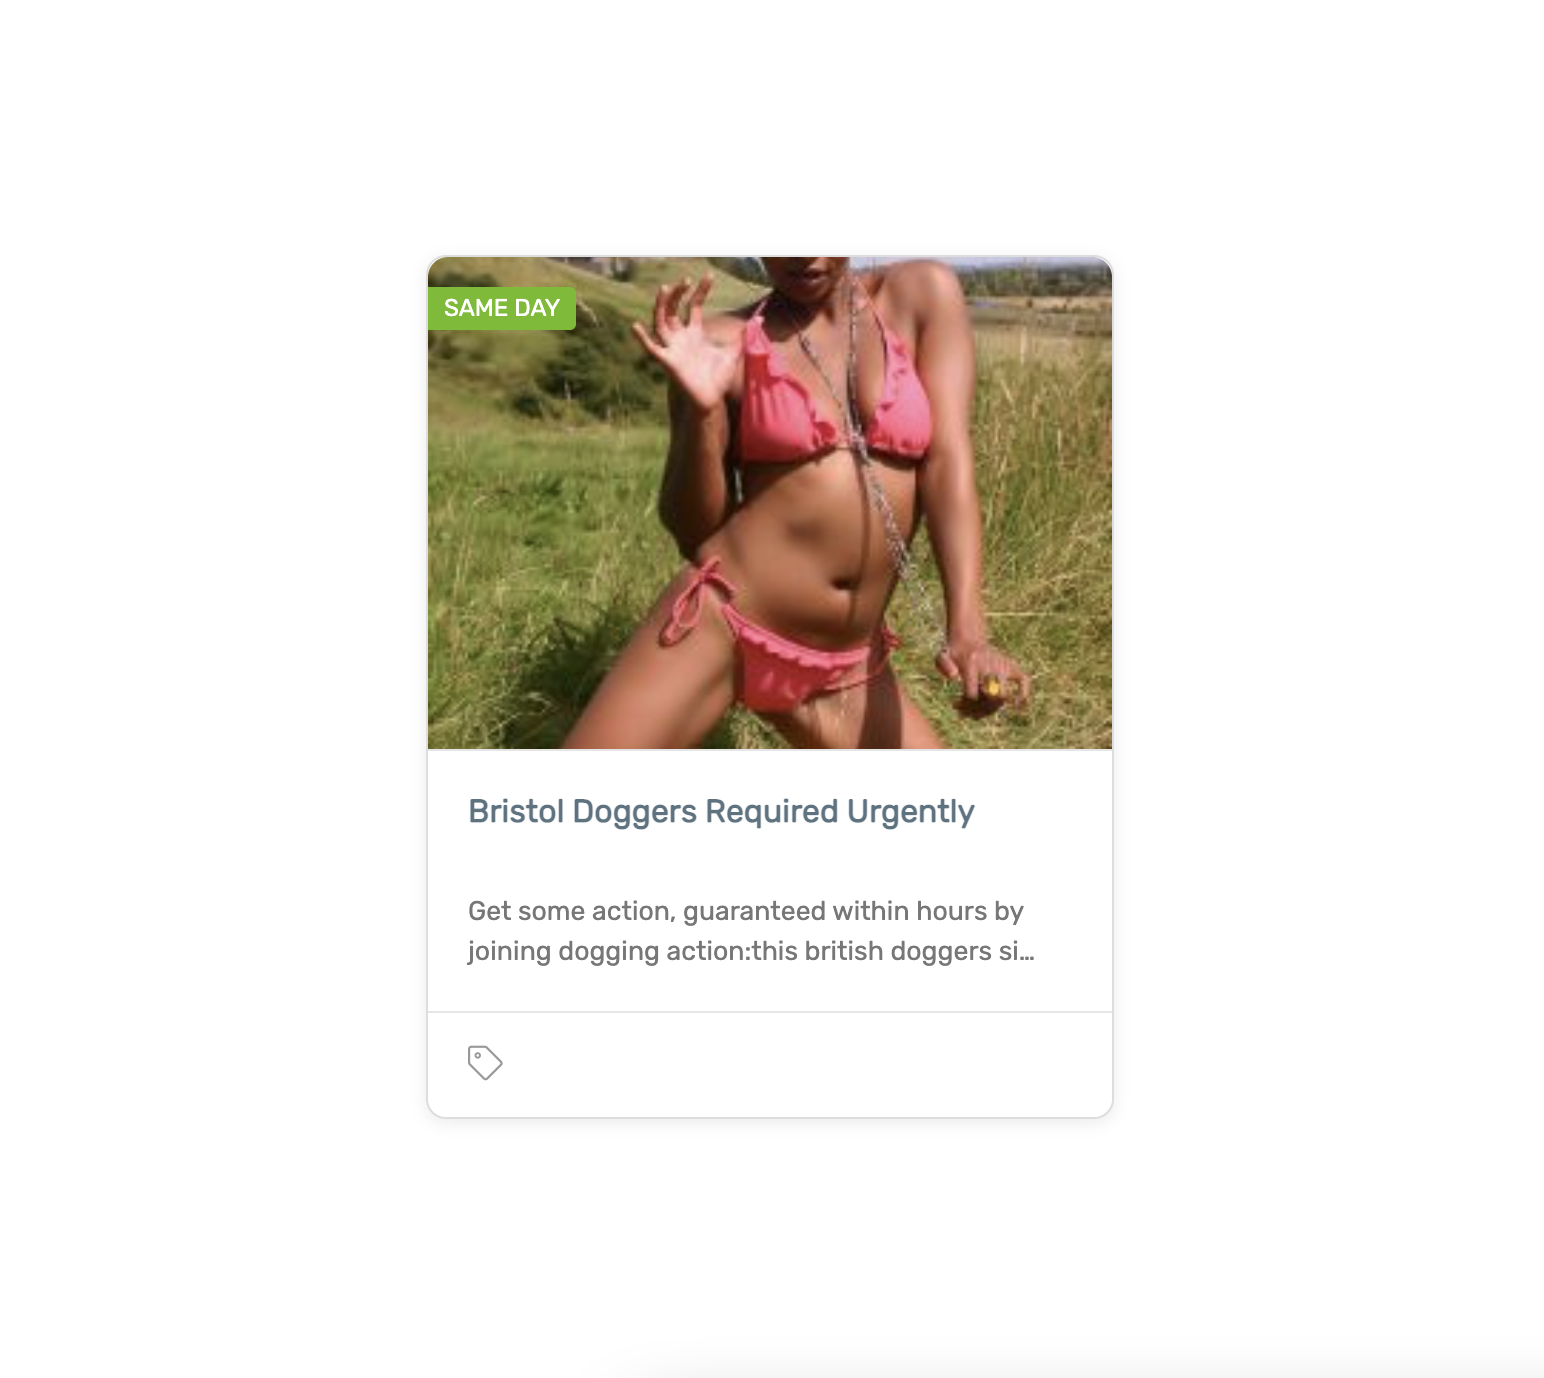 SAME DAY
Bristol Doggers Required Urgently
Get some action, guaranteed within hours by
joining dogging action:this british doggers si…